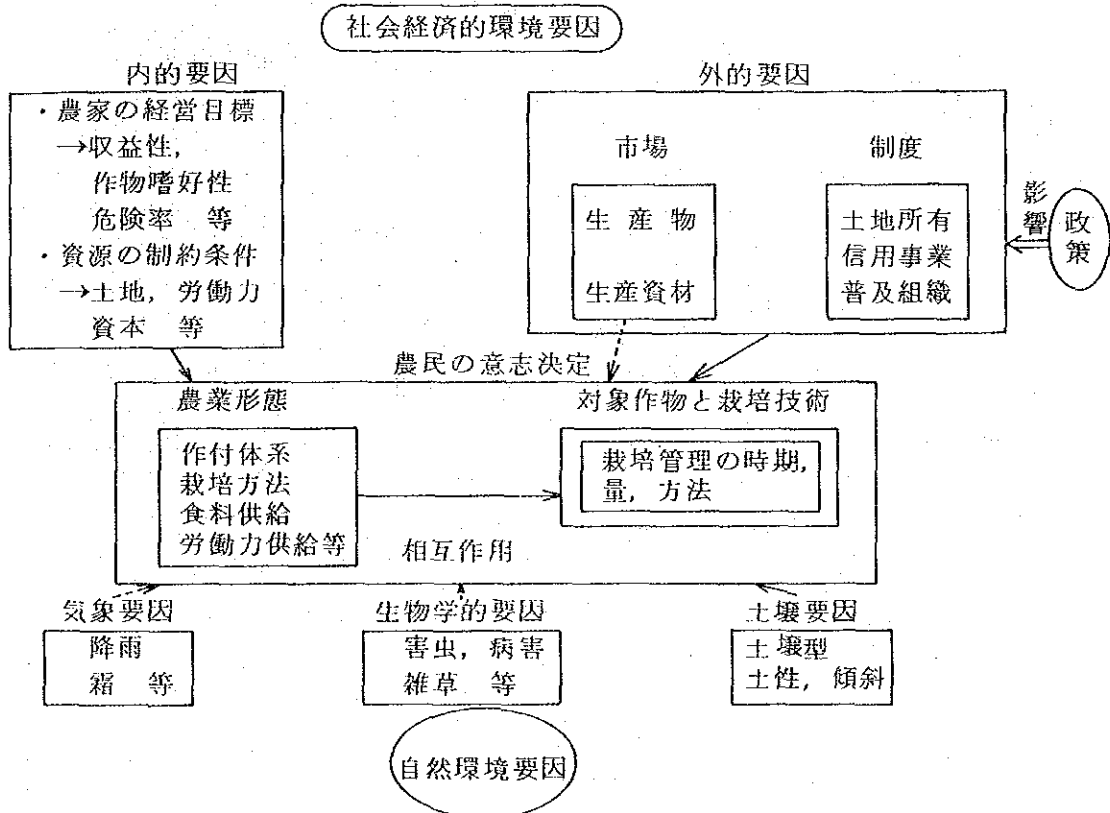 社会経済的環境要因
内的要因
・農家の経営目標
→収益性,
作物嗜好性
危険率 等
・資源の制約条件
→土地, 労働力
資本 等
外的要因
市場
生産物
生産資材
制度
土地所有
信用事業
普及組織
影響
政策
農民の意志決定
農業形態
作付体系
栽培方法
食料供給
労働力供給等
対象作物と栽培技術
栽培管理の時期,
量, 方法
相互作用
気象要因
降雨
霜 等
生物学的要因
害虫, 病害
雑草 等
土壌要因
土壌型
土性, 傾斜
自然環境要因